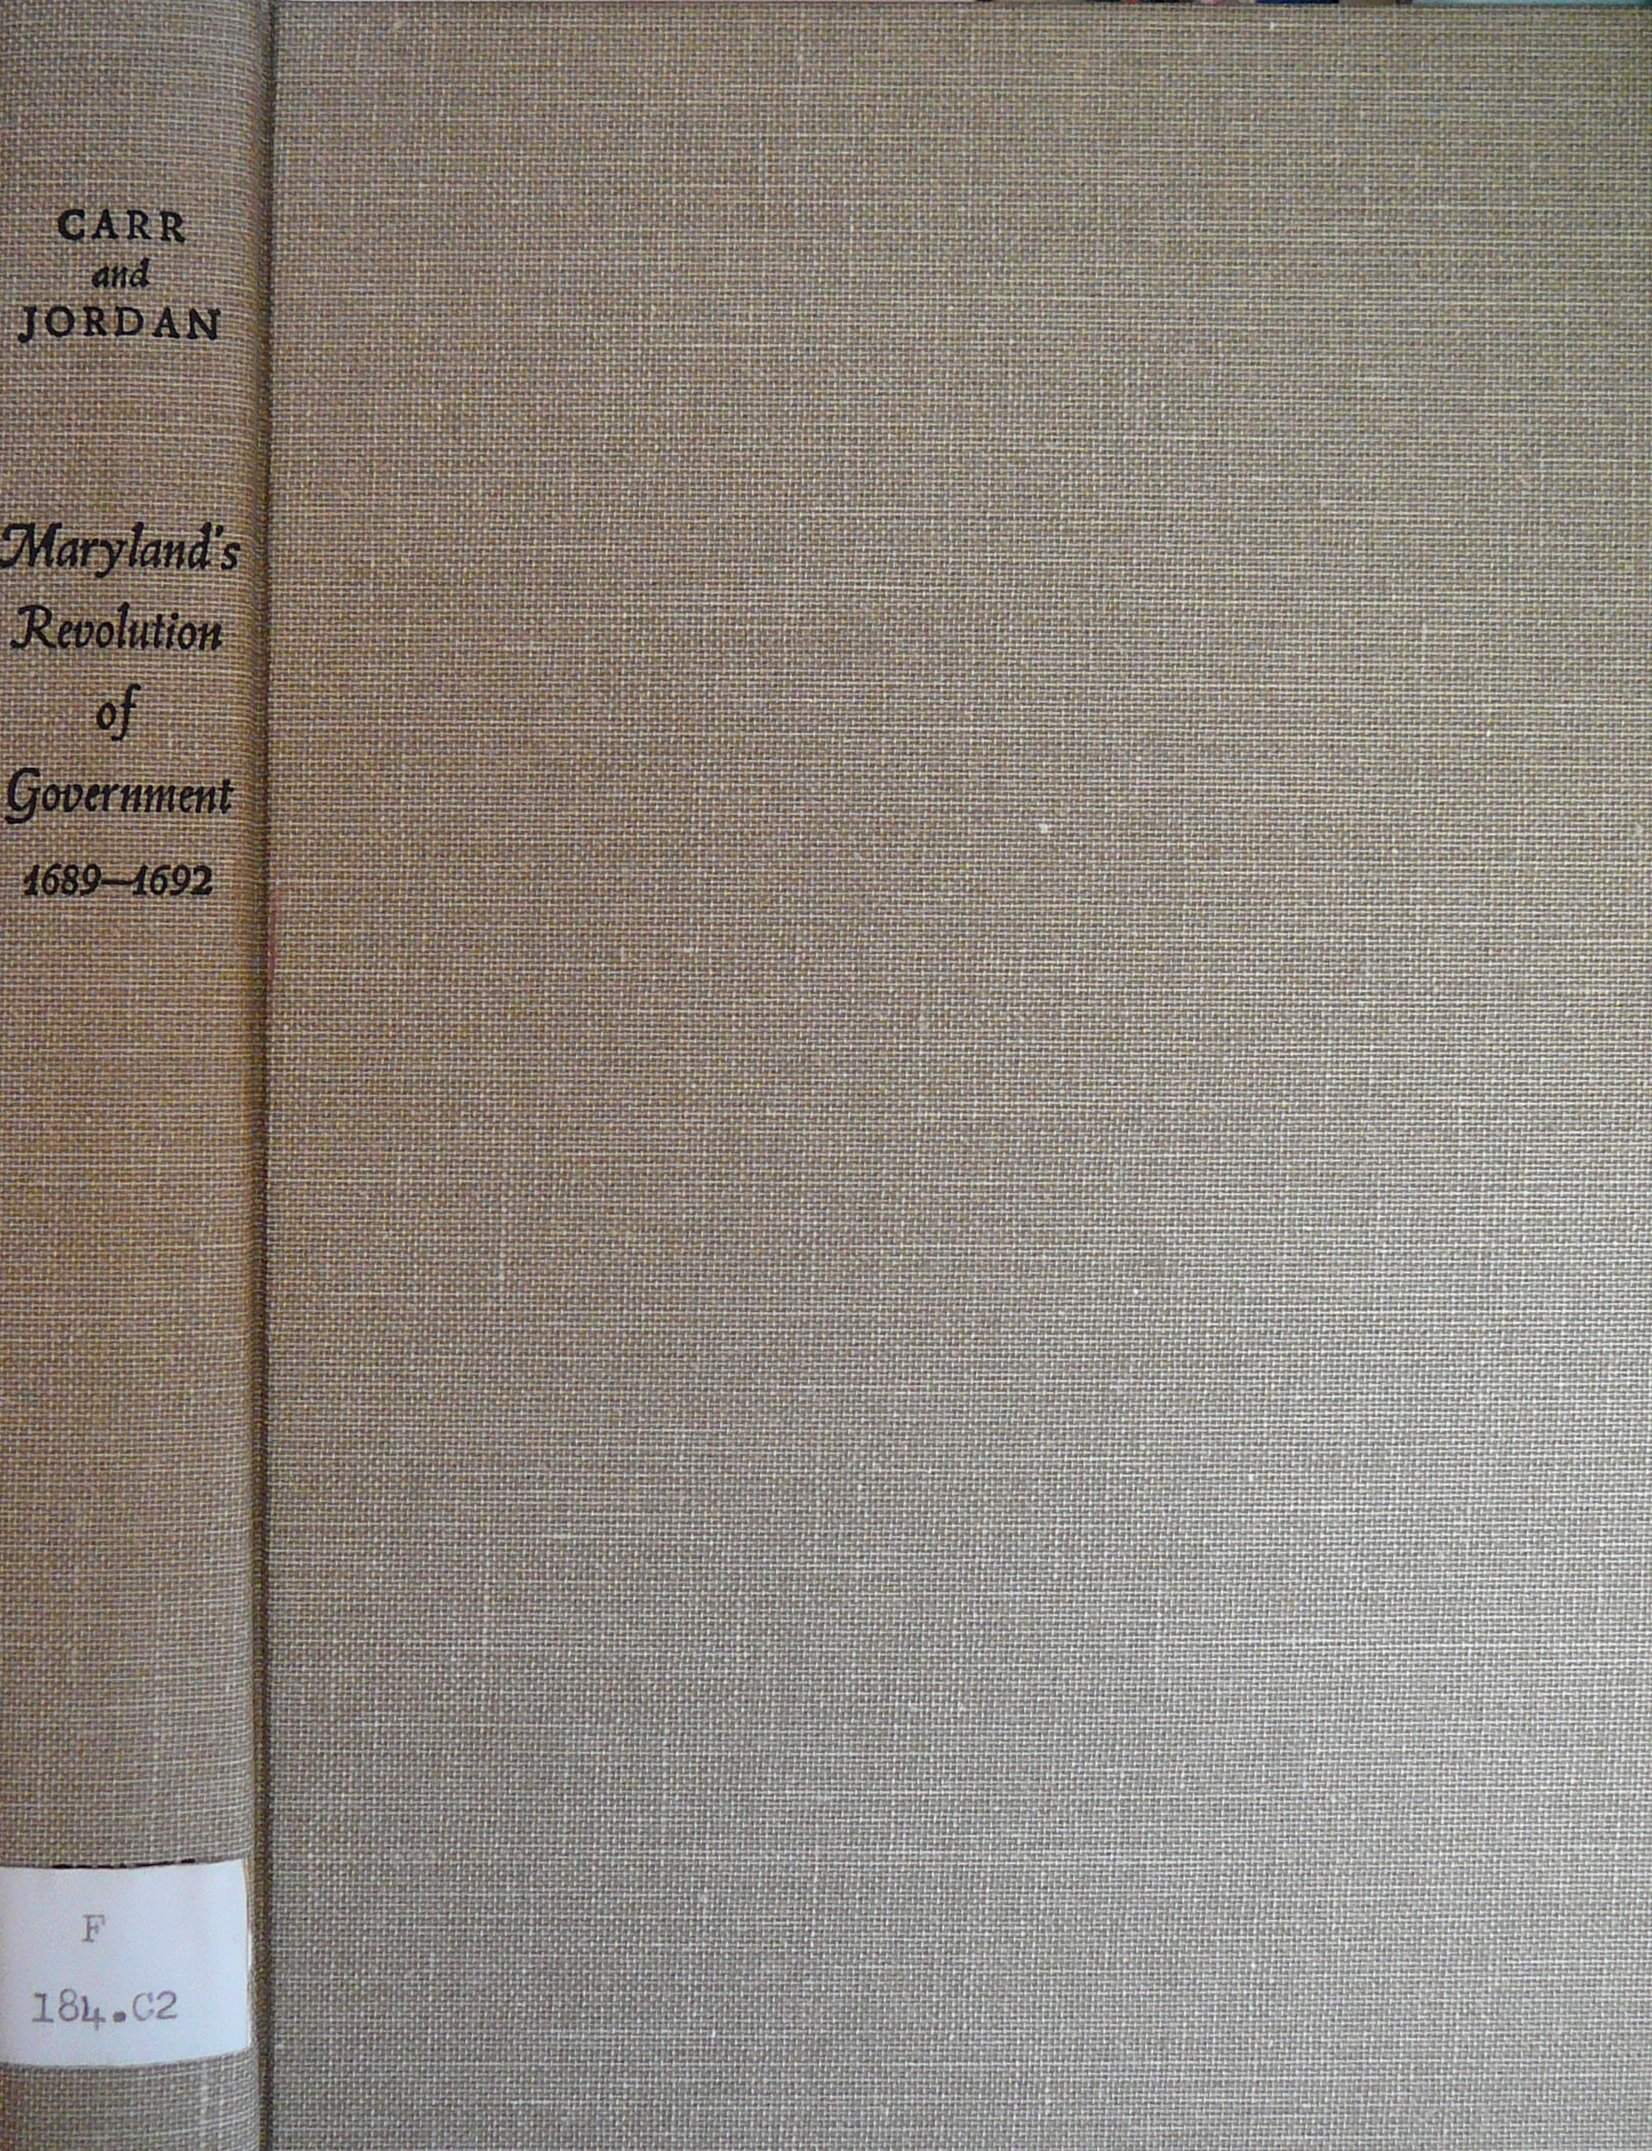 CARR
and
JORDAN
Maryland's
Revolution
of
Government
1689—1692
F
184.C2